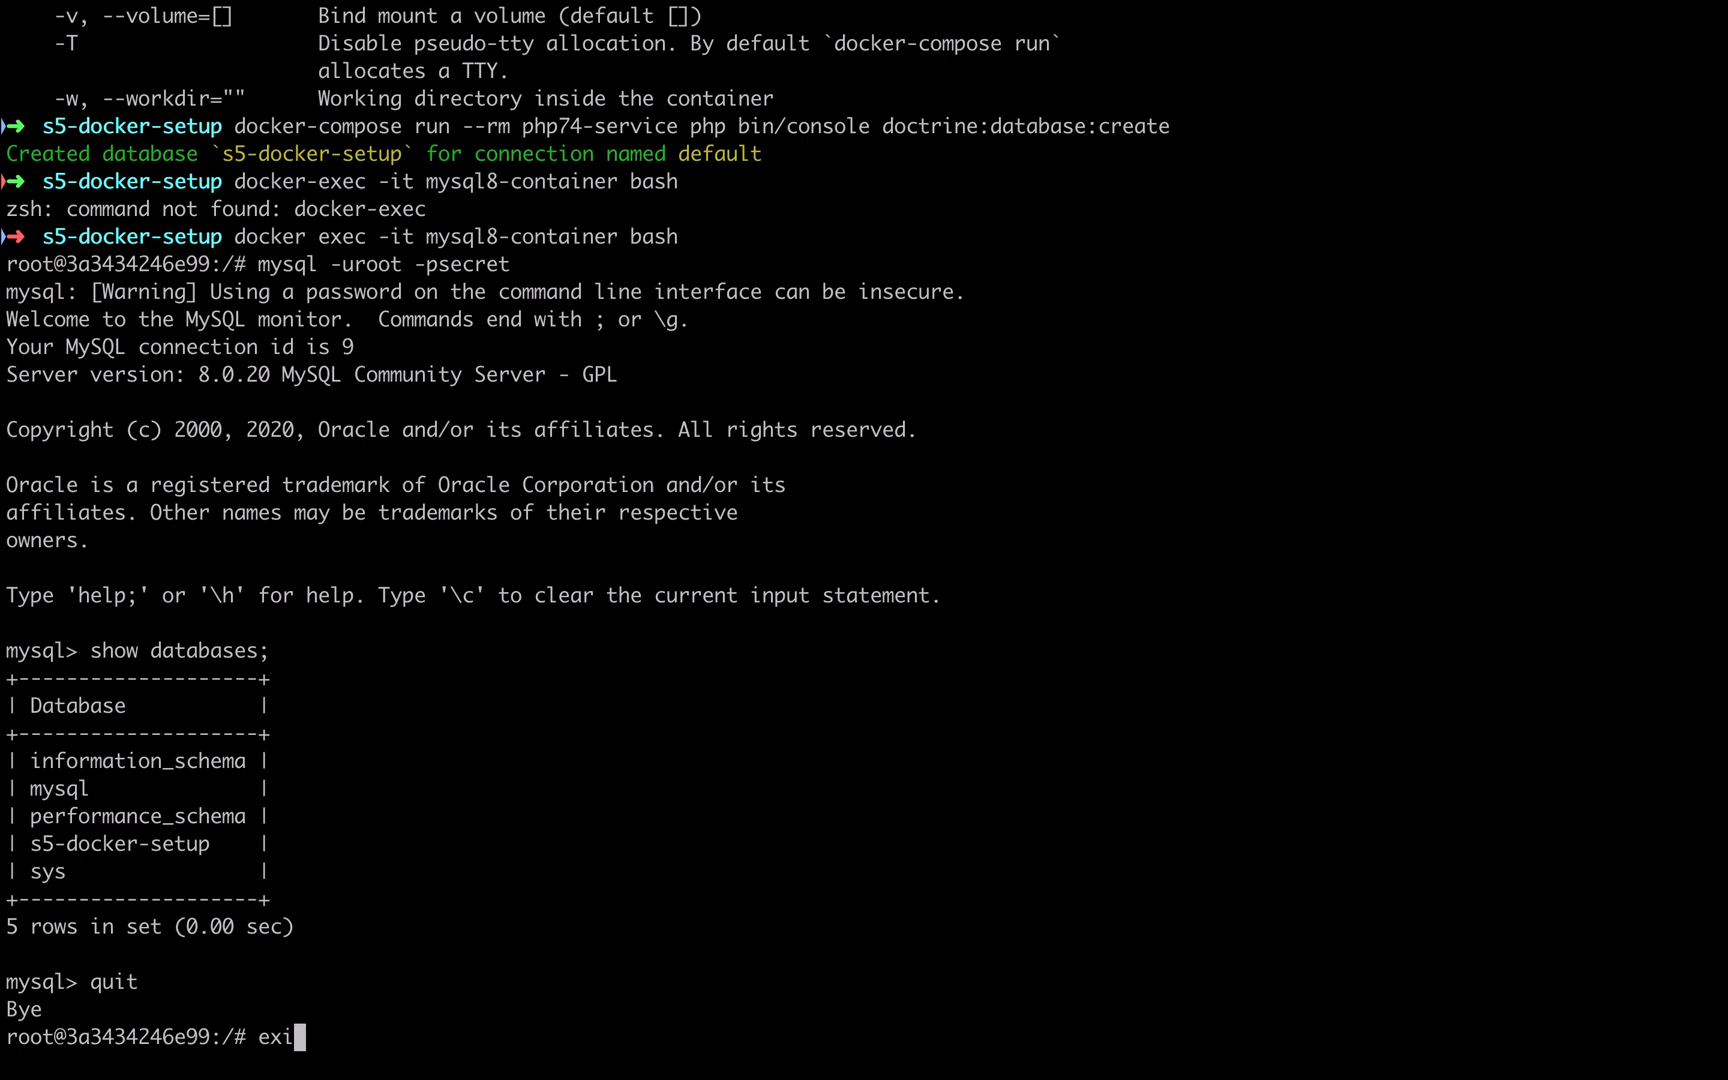 -v, --volume=[]       Bind mount a volume (default [])
-T                    Disable pseudo-tty allocation. By default `docker-compose run`
allocates a TTY.
-w, --workdir=""      Working directory inside the container
➜  s5-docker-setup docker-compose run --rm php74-service php bin/console doctrine:database:create
Created database `s5-docker-setup` for connection named default
➜  s5-docker-setup docker-exec -it mysql8-container bash
zsh: command not found: docker-exec
➜  s5-docker-setup docker exec -it mysql8-container bash
root@3a3434246e99:/# mysql -uroot -psecret
mysql: [Warning] Using a password on the command line interface can be insecure.
Welcome to the MySQL monitor.  Commands end with ; or \g.
Your MySQL connection id is 9
Server version: 8.0.20 MySQL Community Server - GPL
Copyright (c) 2000, 2020, Oracle and/or its affiliates. All rights reserved.
Oracle is a registered trademark of Oracle Corporation and/or its
affiliates. Other names may be trademarks of their respective
owners.
Type 'help;' or '\h' for help. Type '\c' to clear the current input statement.
mysql> show databases;
+--------------------+
| Database           |
+--------------------+
| information_schema |
| mysql              |
| performance_schema |
| s5-docker-setup    |
| sys                |
+--------------------+
5 rows in set (0.00 sec)
mysql> quit
Bye
root@3a3434246e99:/# exi